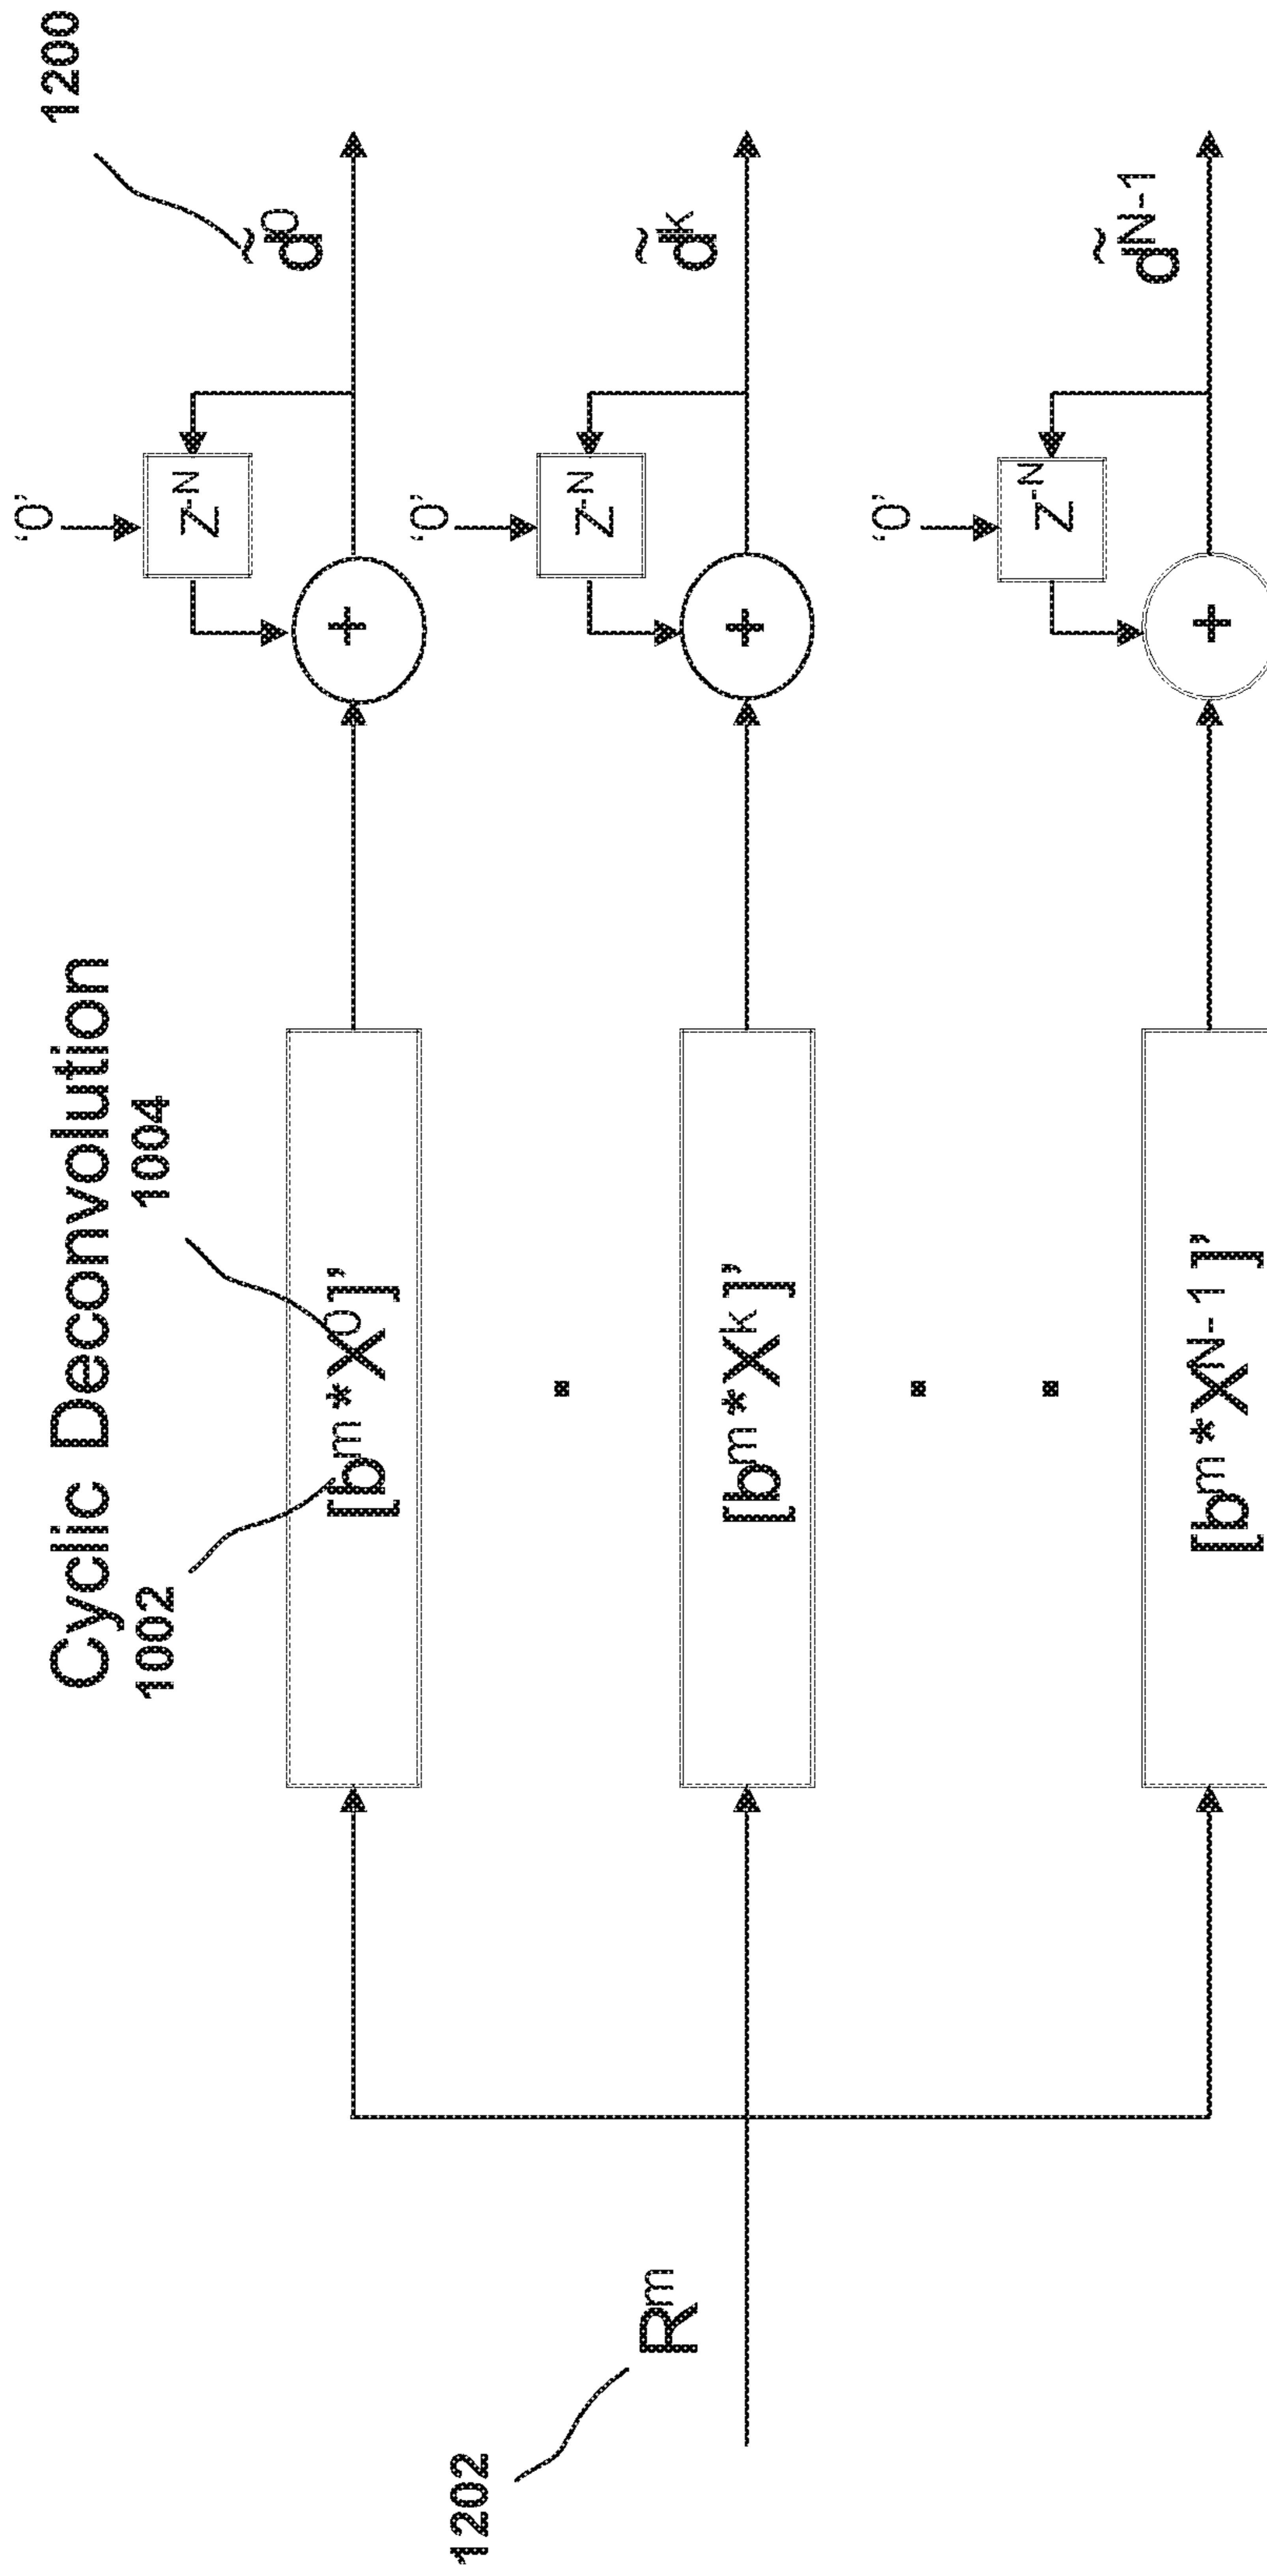 Cyclic Deconvolution
1200
1002
1004
'0'
z^-N
+
[b^m * X^0]'
d̃^0
'0'
z^-N
+
1202
R^m
[b^m * X^k]'
d̃^k
'0'
z^-N
+
[b^m * X^N-1]'
d̃^N-1